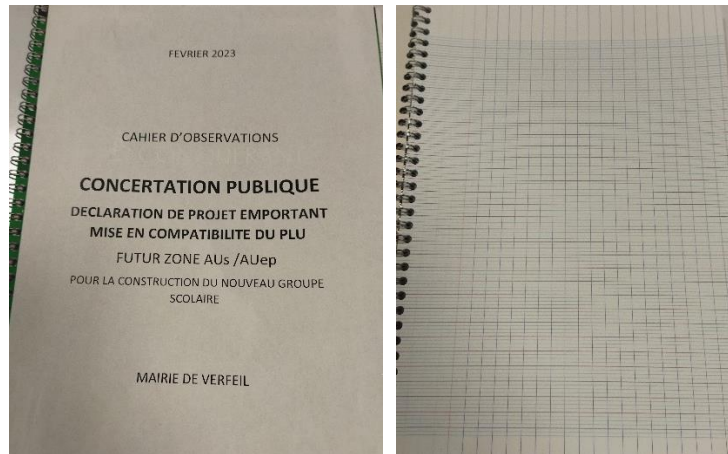 FEVRIER 2023
CAHIER D'OBSERVATIONS
CONCERTATION PUBLIQUE
DECLARATION DE PROJET EMPORTANT
MISE EN COMPATIBILITE DU PLU
FUTUR ZONE AUs /AUep
POUR LA CONSTRUCTION DU NOUVEAU GROUPE
SCOLAIRE
MAIRIE DE VERFEIL